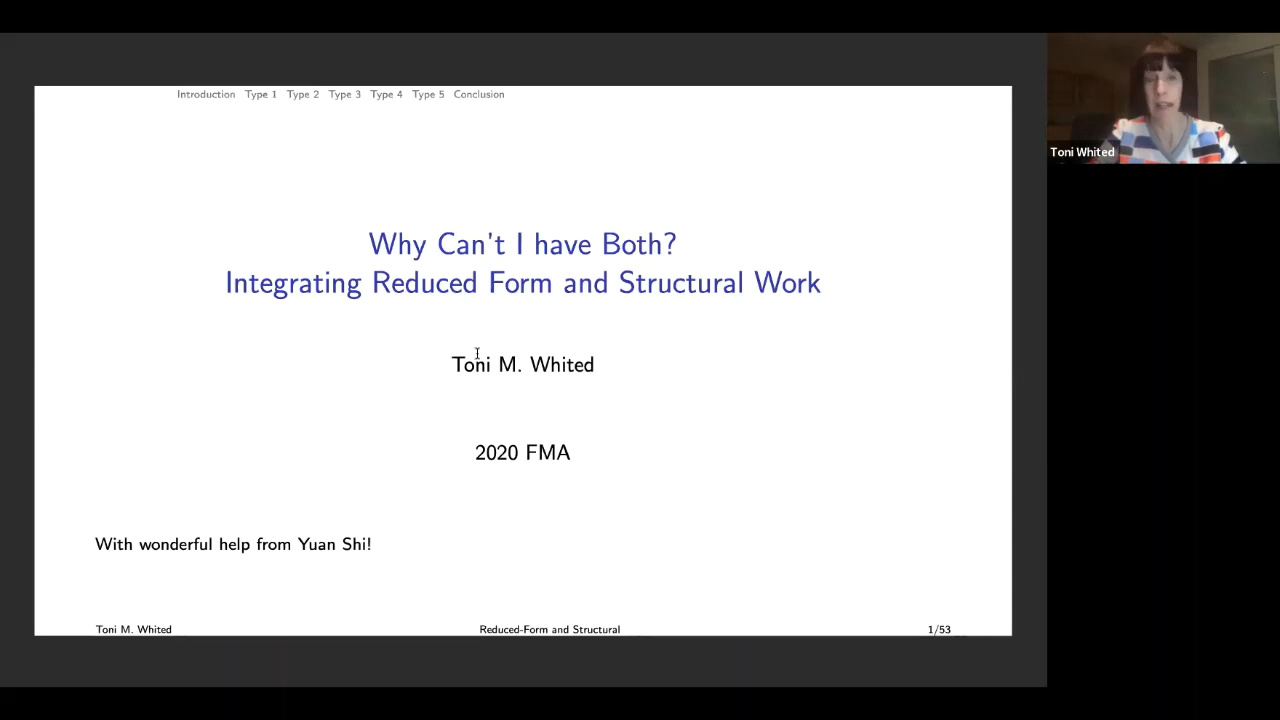 Introduction Type 1 Type 2 Type 3 Type 4 Type 5 Conclusion
Why Can't I have Both?
Integrating Reduced Form and Structural Work
Toni M. Whited
2020 FMA
With wonderful help from Yuan Shi!
Toni M. Whited Reduced-Form and Structural 1/53
Toni Whited